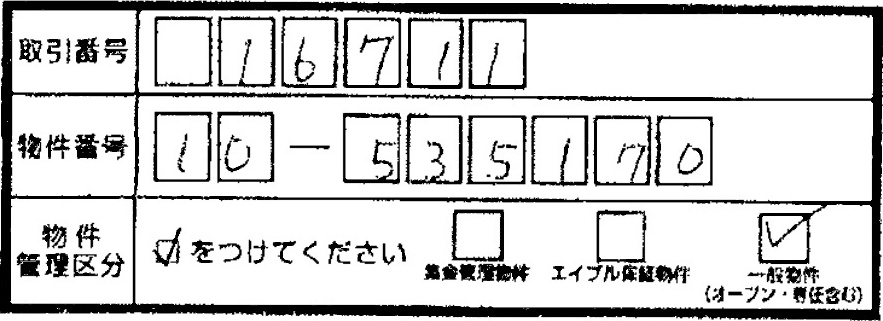 取引番号 16711
物件番号 10-535170
物件管理区分 ☑をつけてください
集金管理物件 エイブル保証物件 ☑一般物件
(オープン・専任含む)